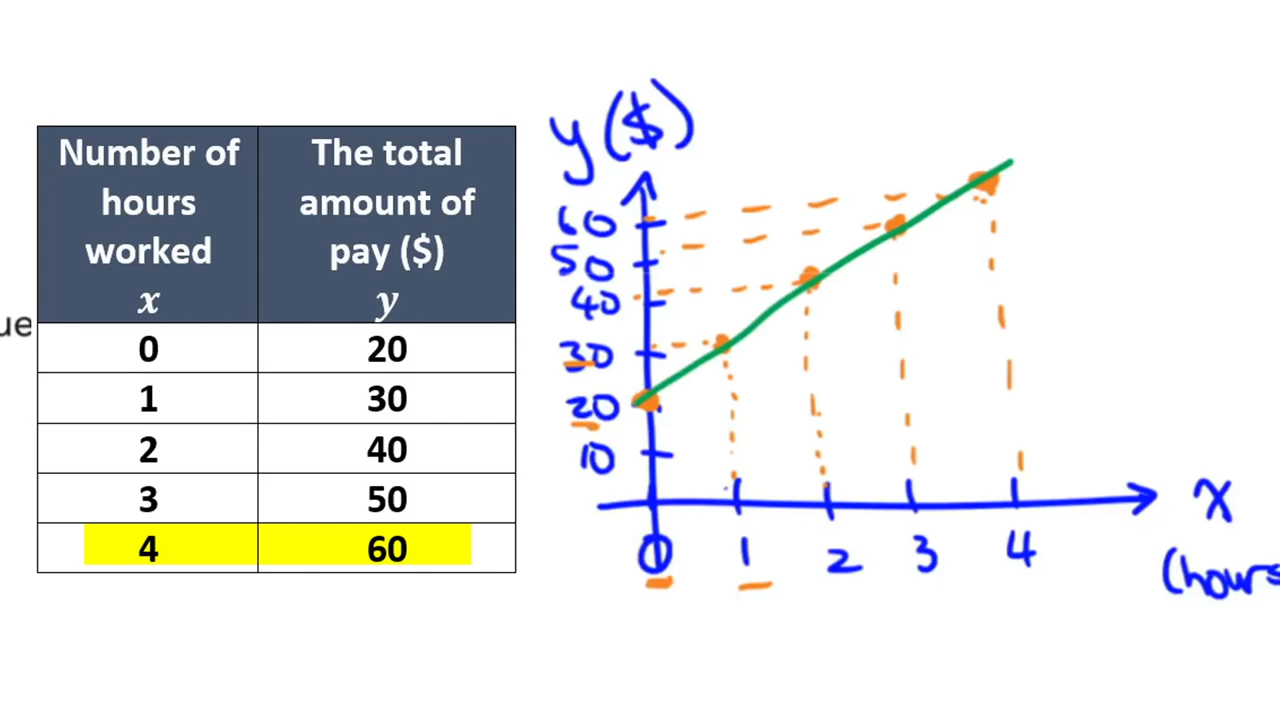 ue
Number of hours worked x
The total amount of pay ($) y
0 20
1 30
2 40
3 50
4 60
y ($)
60
50
40
30
20
10
0 1 2 3 4
x
(hours